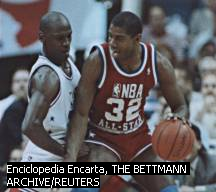 NBA
32
ALL-STAR
Enciclopedia Encarta, THE BETTMANN
ARCHIVE/REUTERS